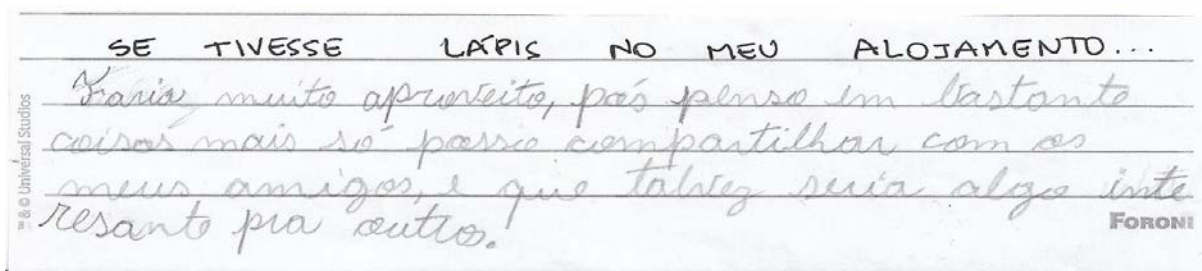 SE TIVESSE LÁPIS NO MEU ALOJAMENTO...
Faria muito aproveito, pos penso em bastante
coisas mais só posso compartilhar com os
meus amigos, e que talvez seria algo inte
resante pra outros.
™ & © Universal Studios
FORONI